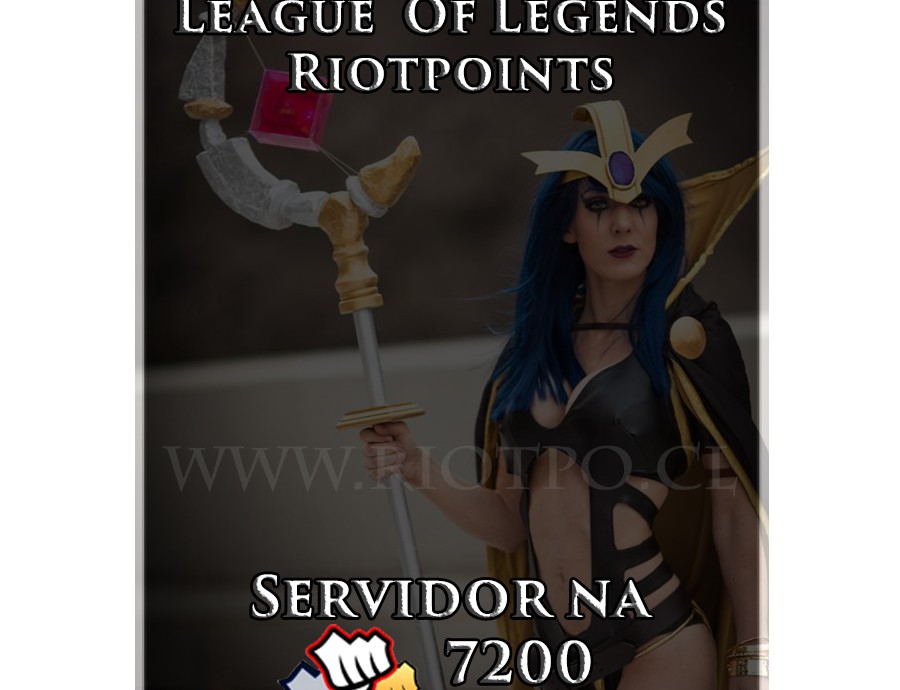 League Of Legends
Riotpoints
www.riotpo.cl
Servidor NA
7200